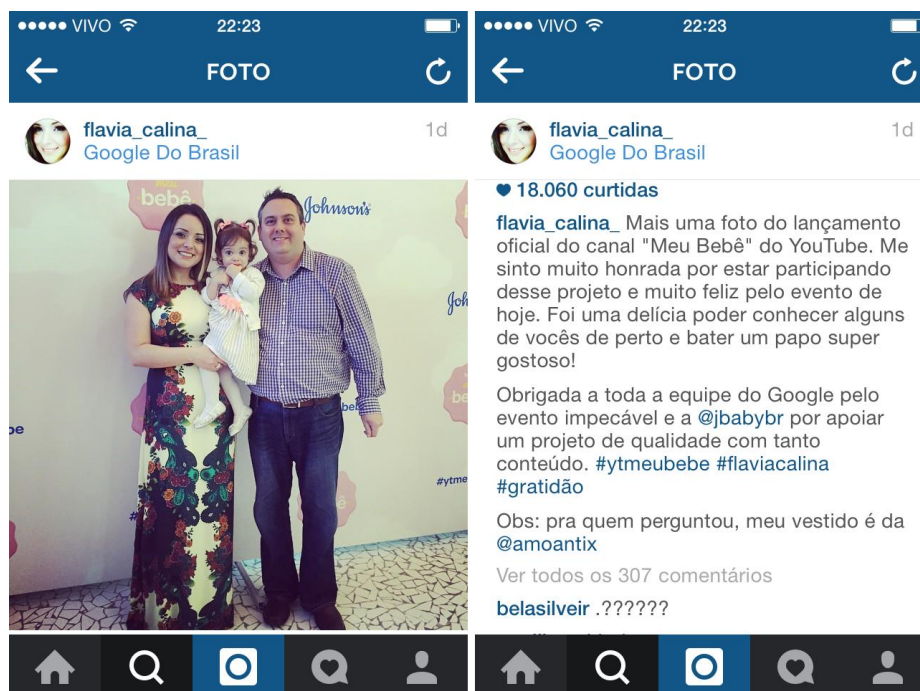 VIVO 22:23
FOTO
flavia_calina_ 1d
Google Do Brasil
bebê
Johnson's
#ytme
VIVO 22:23
FOTO
flavia_calina_ 1d
Google Do Brasil
18.060 curtidas
flavia_calina_ Mais uma foto do lançamento
oficial do canal "Meu Bebê" do YouTube. Me
sinto muito honrada por estar participando
desse projeto e muito feliz pelo evento de
hoje. Foi uma delícia poder conhecer alguns
de vocês de perto e bater um papo super
gostoso!
Obrigada a toda a equipe do Google pelo
evento impecável e a @jbabybr por apoiar
um projeto de qualidade com tanto
conteúdo. #ytmeubebe #flaviacalina
#gratidão
Obs: pra quem perguntou, meu vestido é da
@amoantix
Ver todos os 307 comentários
belasilveir .??????